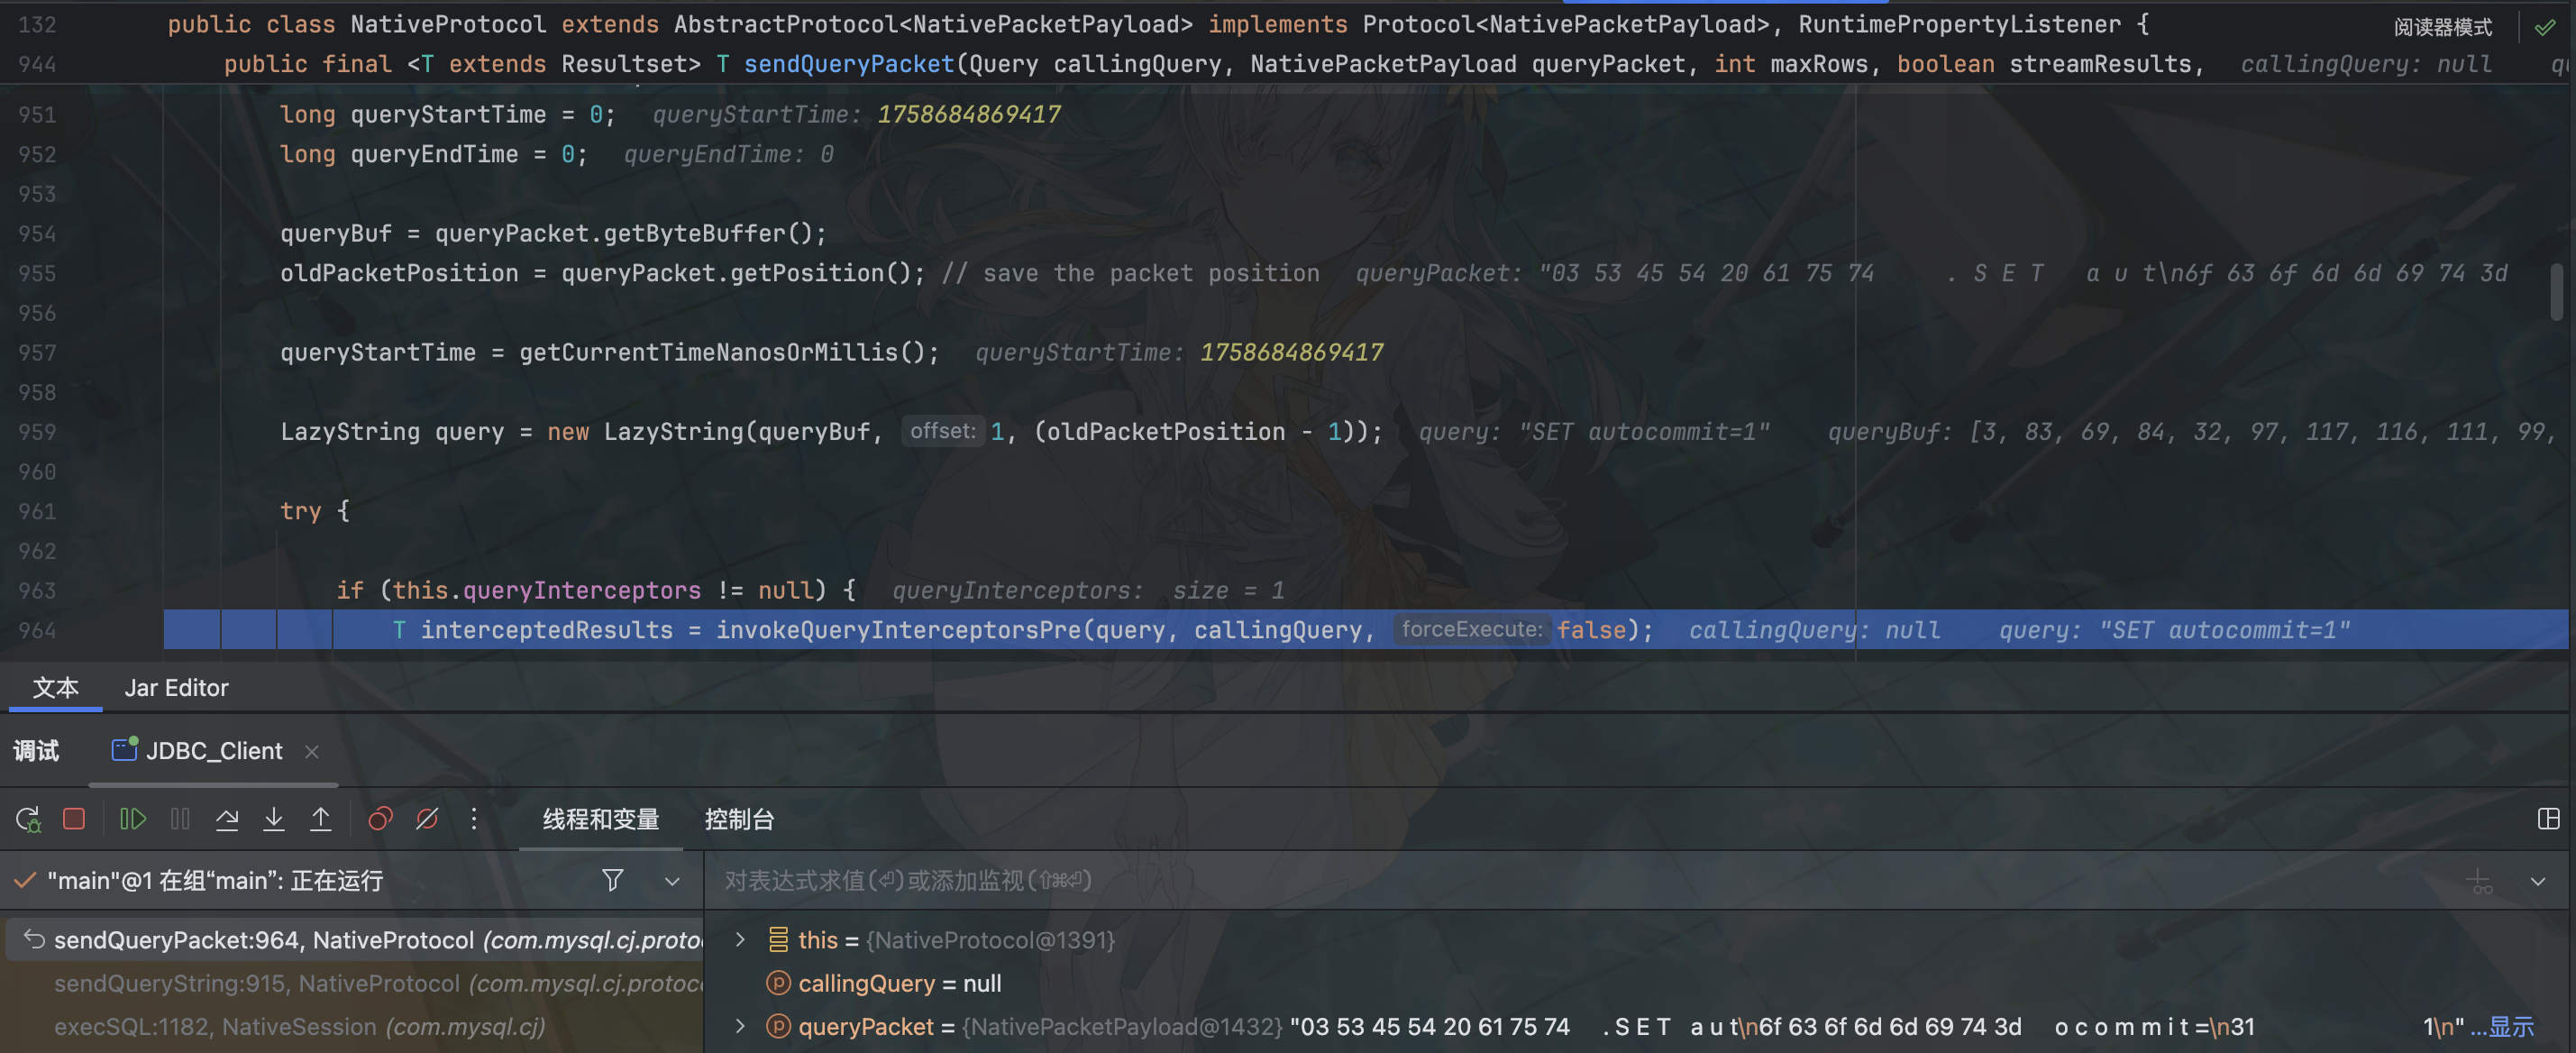 132 public class NativeProtocol extends AbstractProtocol<NativePacketPayload> implements Protocol<NativePacketPayload>, RuntimePropertyListener { 阅读器模式
944 public final <T extends Resultset> T sendQueryPacket(Query callingQuery, NativePacketPayload queryPacket, int maxRows, boolean streamResults, callingQuery: null
951 long queryStartTime = 0; queryStartTime: 1758684869417
952 long queryEndTime = 0; queryEndTime: 0
953
954 queryBuf = queryPacket.getByteBuffer();
955 oldPacketPosition = queryPacket.getPosition(); // save the packet position queryPacket: "03 53 45 54 20 61 75 74 . S E T a u t\n6f 63 6f 6d 6d 69 74 3d
956
957 queryStartTime = getCurrentTimeNanosOrMillis(); queryStartTime: 1758684869417
958
959 LazyString query = new LazyString(queryBuf, offset: 1, (oldPacketPosition - 1)); query: "SET autocommit=1" queryBuf: [3, 83, 69, 84, 32, 97, 117, 116, 111, 99,
960
961 try {
962
963 if (this.queryInterceptors != null) { queryInterceptors: size = 1
964 T interceptedResults = invokeQueryInterceptorsPre(query, callingQuery, forceExecute: false); callingQuery: null query: "SET autocommit=1"
文本 Jar Editor
调试 JDBC_Client
线程和变量 控制台
"main"@1 在组“main”: 正在运行 对表达式求值(⏎)或添加监视(⇧⌘⏎)
sendQueryPacket:964, NativeProtocol (com.mysql.cj.proto
sendQueryString:915, NativeProtocol (com.mysql.cj.protoc
execSQL:1182, NativeSession (com.mysql.cj)
this = {NativeProtocol@1391}
callingQuery = null
queryPacket = {NativePacketPayload@1432} "03 53 45 54 20 61 75 74 . S E T a u t\n6f 63 6f 6d 6d 69 74 3d o c o m m i t =\n31 1\n" ...显示